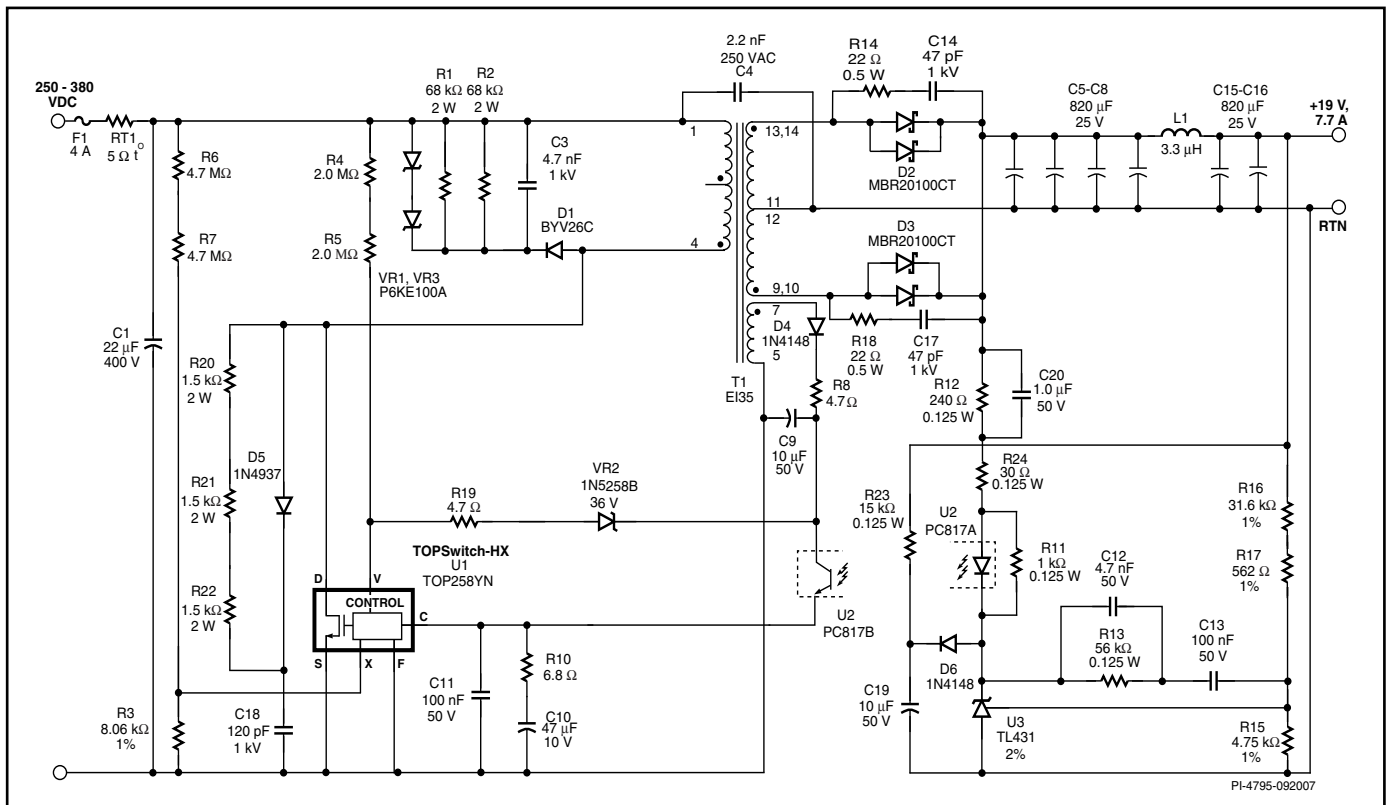 250 - 380
VDC
F1
4 A
RT1
5 Ω
t°
C1
22 μF
400 V
R6
4.7 MΩ
R7
4.7 MΩ
R3
8.06 kΩ
1%
R4
2.0 MΩ
R5
2.0 MΩ
VR1, VR3
P6KE100A
R1
68 kΩ
2 W
R2
68 kΩ
2 W
C3
4.7 nF
1 kV
D1
BYV26C
2.2 nF
250 VAC
C4
1
4
13,14
11
12
9,10
7
5
T1
EI35
R14
22 Ω
0.5 W
C14
47 pF
1 kV
D2
MBR20100CT
D3
MBR20100CT
R18
22 Ω
0.5 W
C17
47 pF
1 kV
D4
1N4148
R8
4.7 Ω
C9
10 μF
50 V
C5-C8
820 μF
25 V
L1
3.3 μH
C15-C16
820 μF
25 V
+19 V,
7.7 A
RTN
R20
1.5 kΩ
2 W
R21
1.5 kΩ
2 W
R22
1.5 kΩ
2 W
D5
1N4937
C18
120 pF
1 kV
R19
4.7 Ω
VR2
1N5258B
36 V
TOPSwitch-HX
U1
TOP258YN
D
V
CONTROL
C
S
X
F
C11
100 nF
50 V
R10
6.8 Ω
C10
47 μF
10 V
U2
PC817B
R12
240 Ω
0.125 W
C20
1.0 μF
50 V
R24
30 Ω
0.125 W
R23
15 kΩ
0.125 W
U2
PC817A
R11
1 kΩ
0.125 W
C12
4.7 nF
50 V
R13
56 kΩ
0.125 W
C13
100 nF
50 V
R16
31.6 kΩ
1%
R17
562 Ω
1%
D6
1N4148
C19
10 μF
50 V
U3
TL431
2%
R15
4.75 kΩ
1%
PI-4795-092007